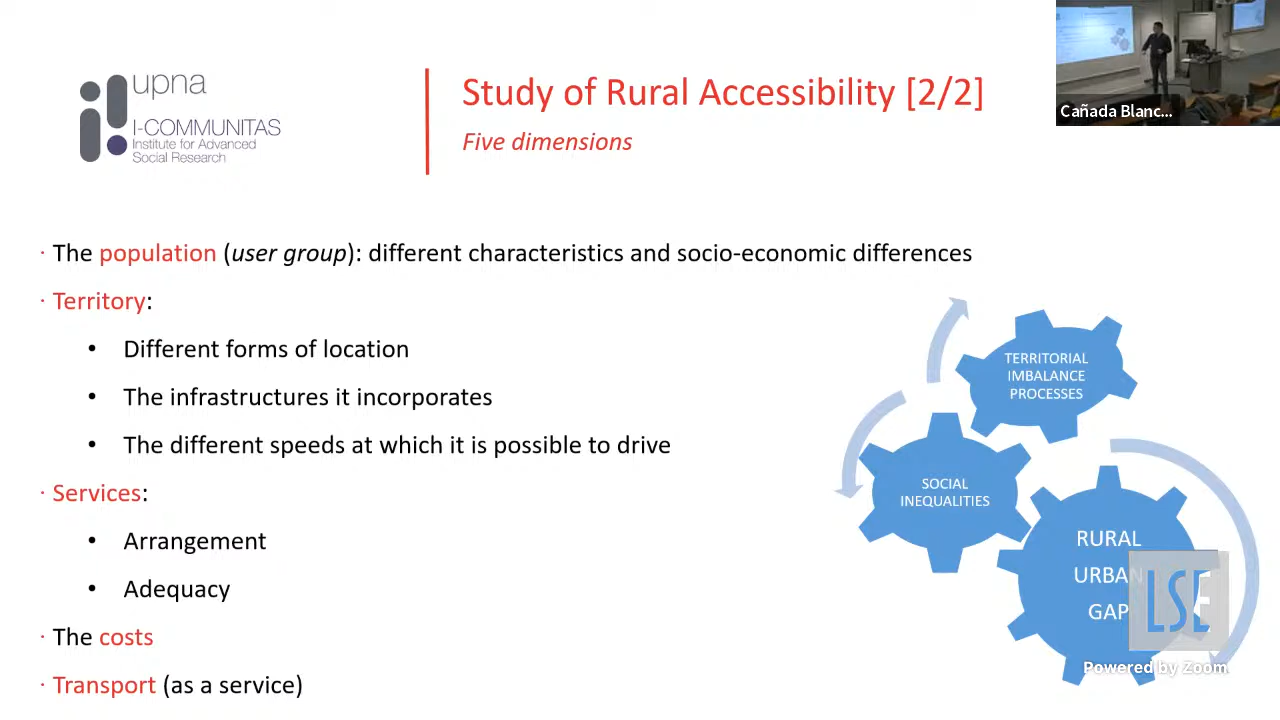 upna
I-COMMUNITAS
Institute for Advanced
Social Research
Study of Rural Accessibility [2/2]
Five dimensions
Cañada Blanc...
· The population (user group): different characteristics and socio-economic differences
· Territory:
• Different forms of location
• The infrastructures it incorporates
• The different speeds at which it is possible to drive
· Services:
• Arrangement
• Adequacy
· The costs
· Transport (as a service)
TERRITORIAL
IMBALANCE
PROCESSES
SOCIAL
INEQUALITIES
RURAL
URBAN
GAP
LSE
Powered by Zoom